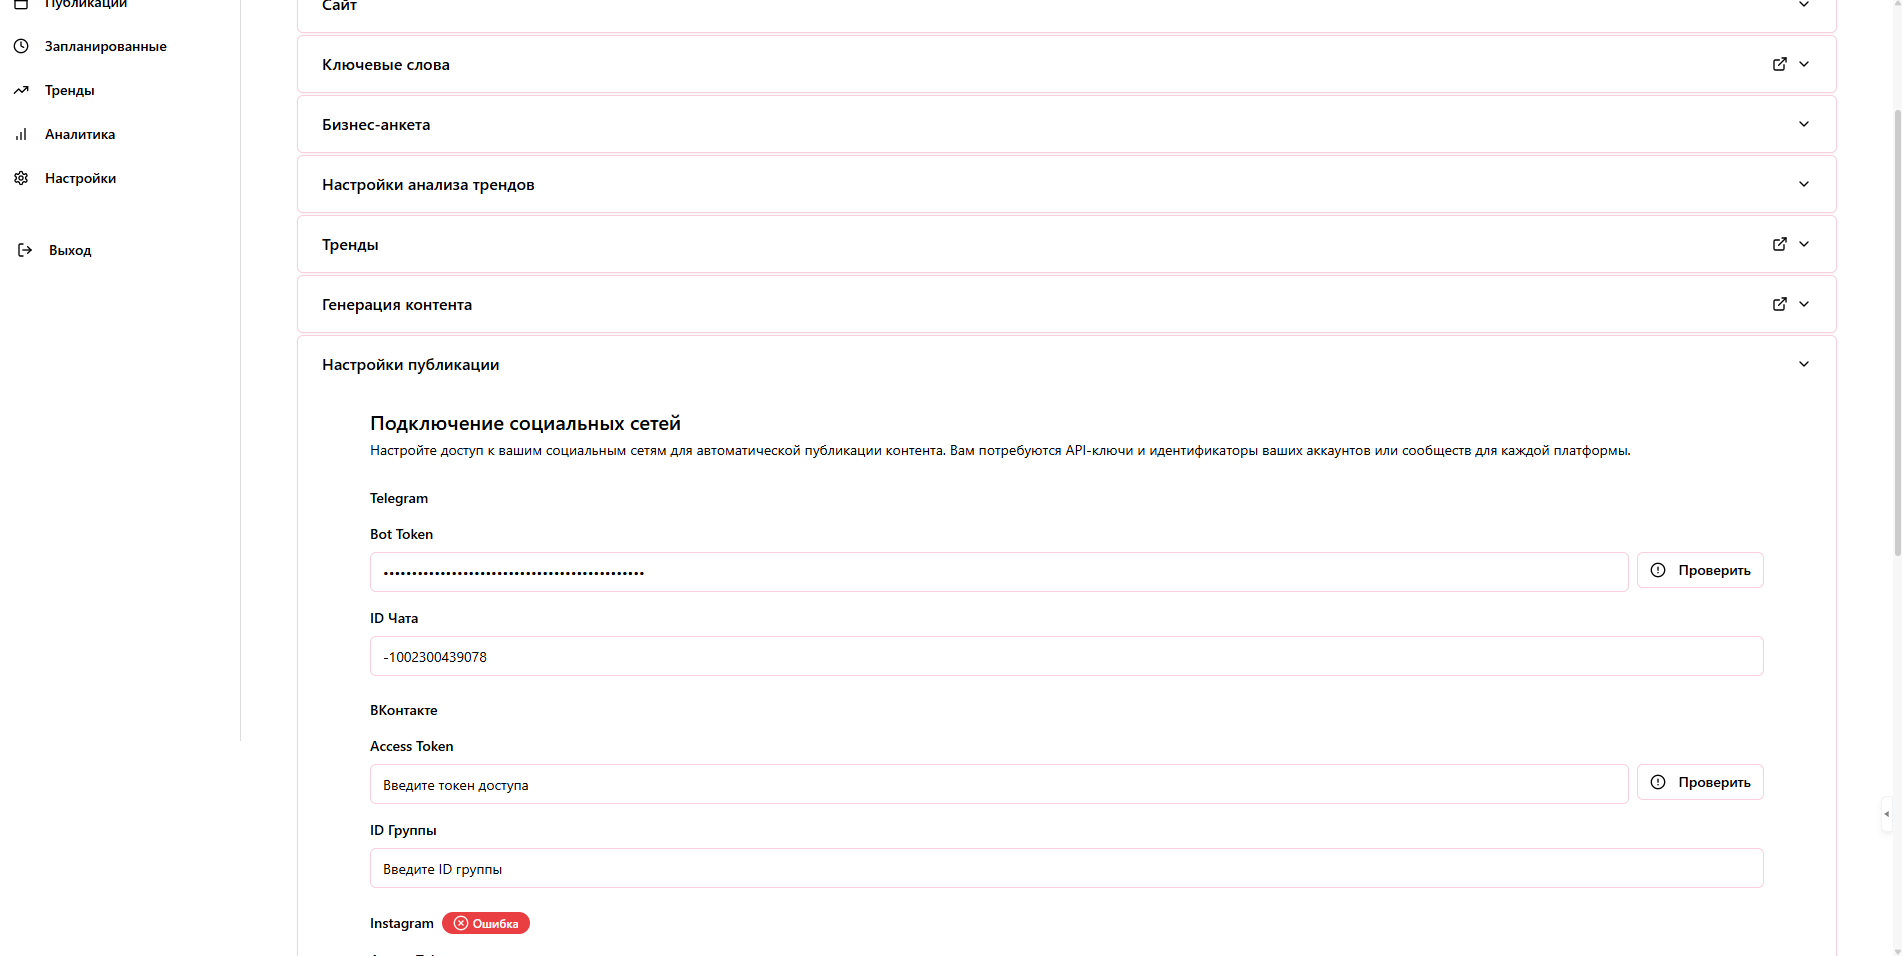 Публикации
Запланированные
Тренды
Аналитика
Настройки
Выход
Сайт
Ключевые слова
Бизнес-анкета
Настройки анализа трендов
Тренды
Генерация контента
Настройки публикации
Подключение социальных сетей
Настройте доступ к вашим социальным сетям для автоматической публикации контента. Вам потребуются API-ключи и идентификаторы ваших аккаунтов или сообществ для каждой платформы.
Telegram
Bot Token
••••••••••••••••••••••••••••••••••••••••••••••
Проверить
ID Чата
-1002300439078
ВКонтакте
Access Token
Введите токен доступа
Проверить
ID Группы
Введите ID группы
Instagram Ошибка